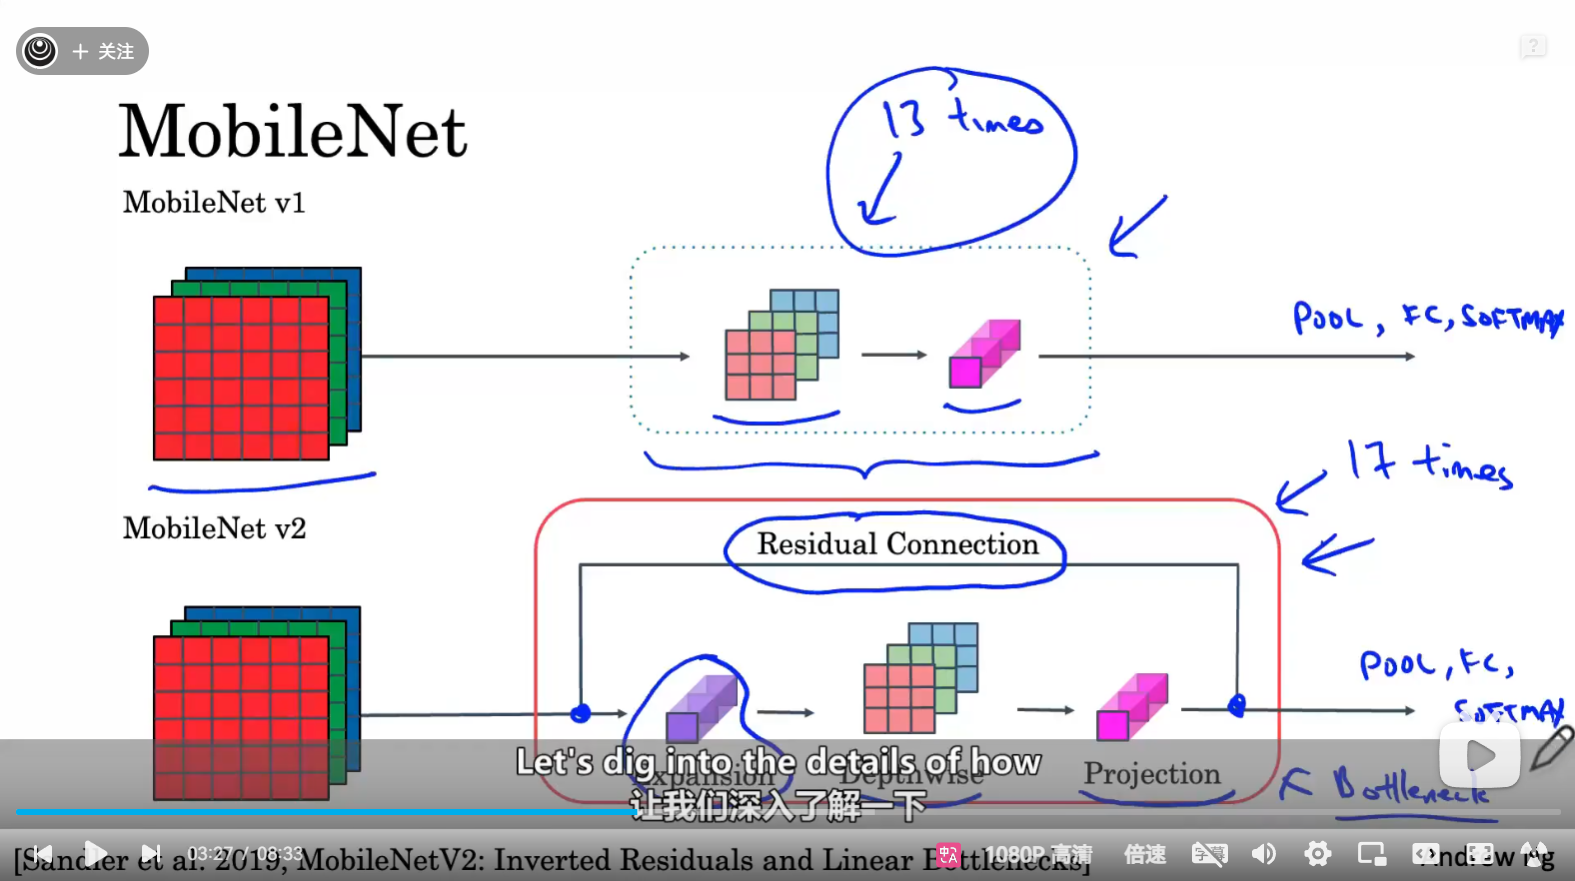 + 关注
MobileNet
MobileNet v1
13 times
POOL, FC, SOFTMAX
17 times
MobileNet v2
Residual Connection
POOL, FC,
SOFTMAX
Expansion
Depthwise
Projection
Bottleneck
Let's dig into the details of how
让我们深入了解一下
03:27 / 08:33
1080P 高清
倍速
字幕
[Sandler et al. 2019, MobileNetV2: Inverted Residuals and Linear Bottlenecks]
Andrew Ng